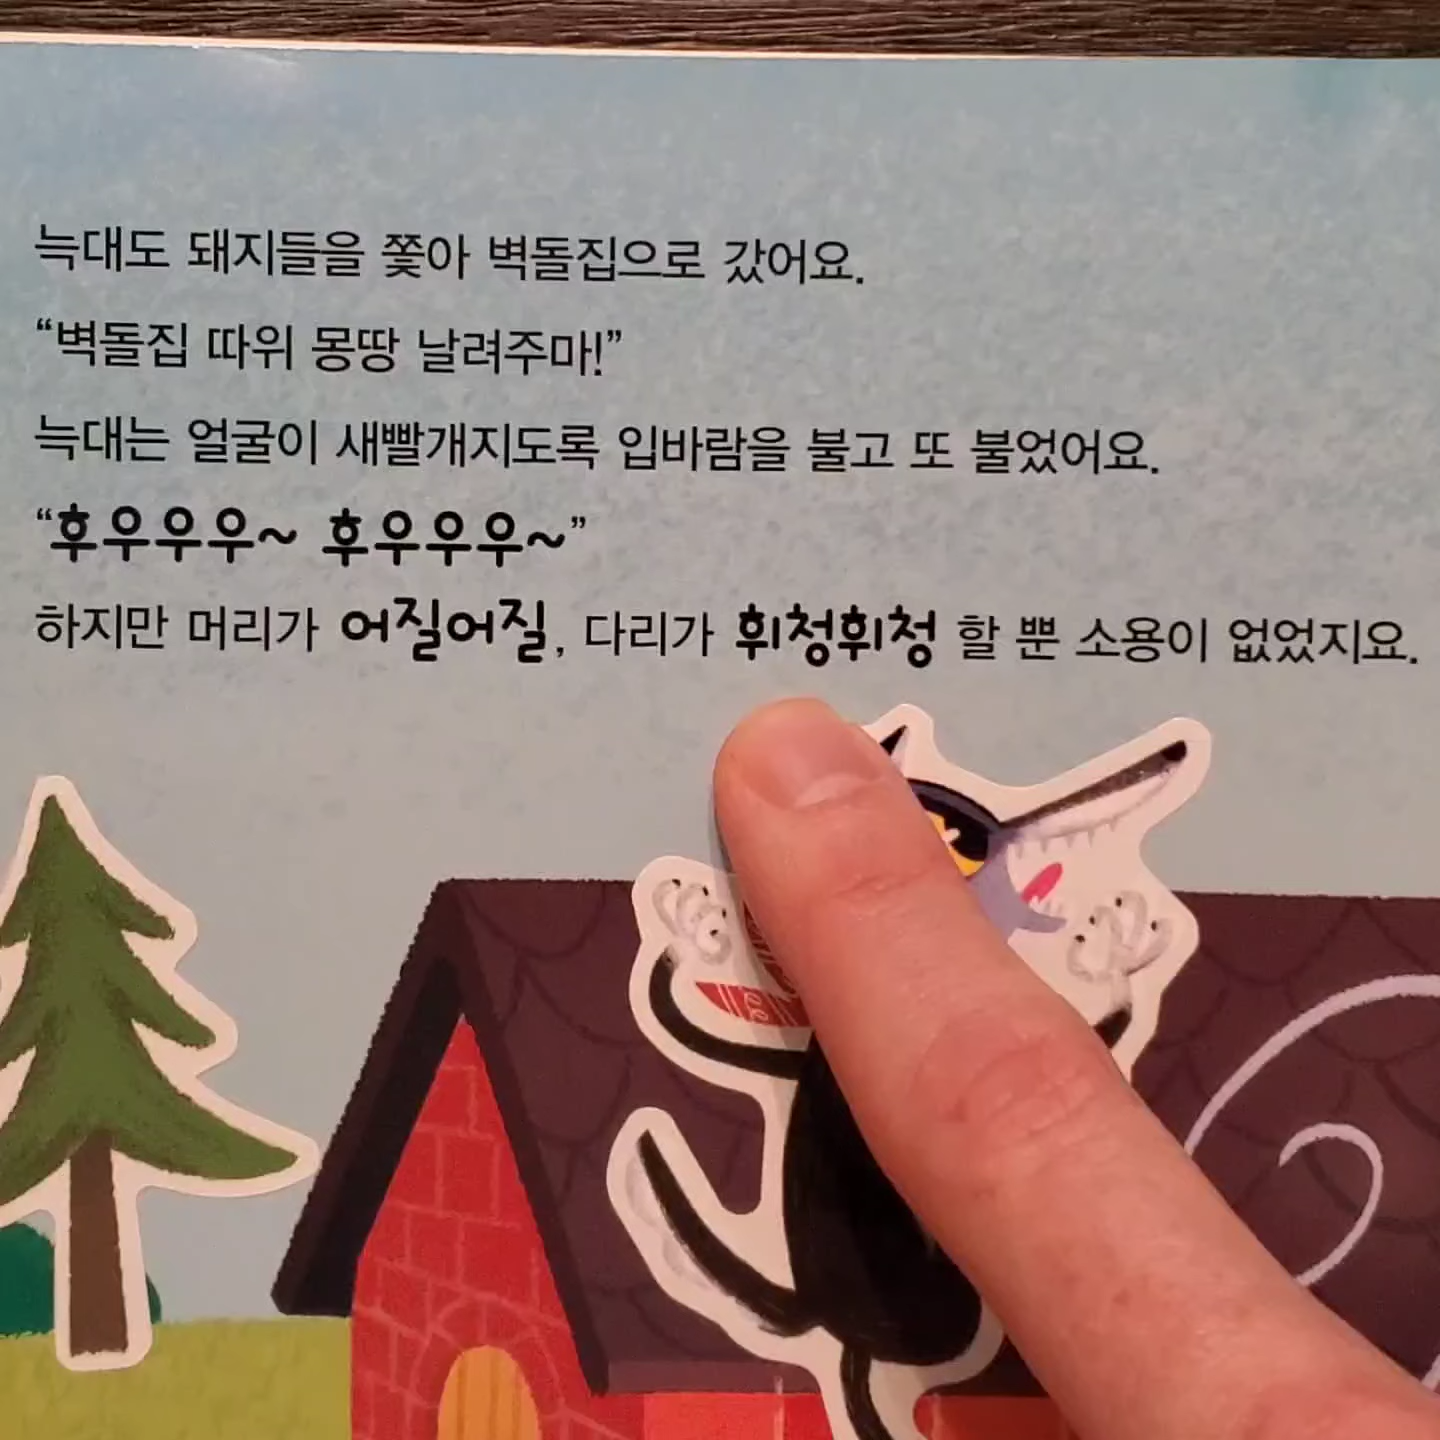 늑대도 돼지들을 쫓아 벽돌집으로 갔어요.
“벽돌집 따위 몽땅 날려주마!”
늑대는 얼굴이 새빨개지도록 입바람을 불고 또 불었어요.
“후우우우~ 후우우우~”
하지만 머리가 어질어질, 다리가 휘청휘청 할 뿐 소용이 없었지요.